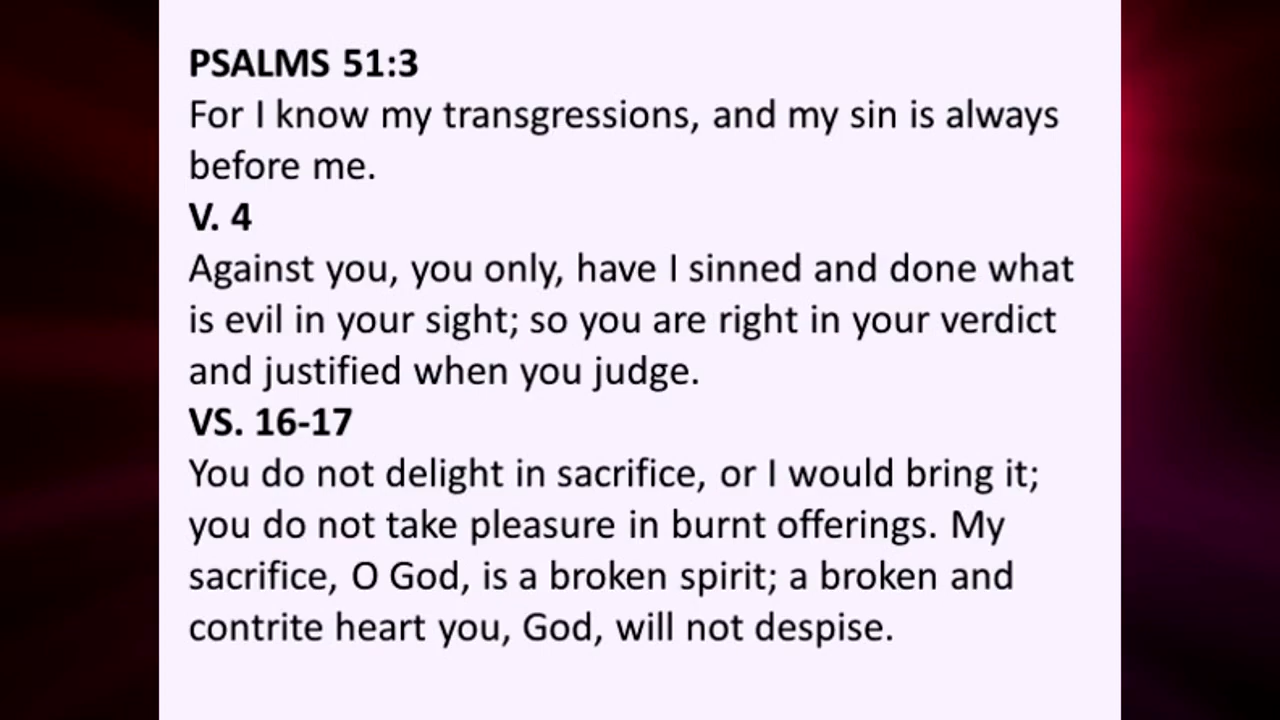 PSALMS 51:3
For I know my transgressions, and my sin is always
before me.
V. 4
Against you, you only, have I sinned and done what
is evil in your sight; so you are right in your verdict
and justified when you judge.
VS. 16-17
You do not delight in sacrifice, or I would bring it;
you do not take pleasure in burnt offerings. My
sacrifice, O God, is a broken spirit; a broken and
contrite heart you, God, will not despise.